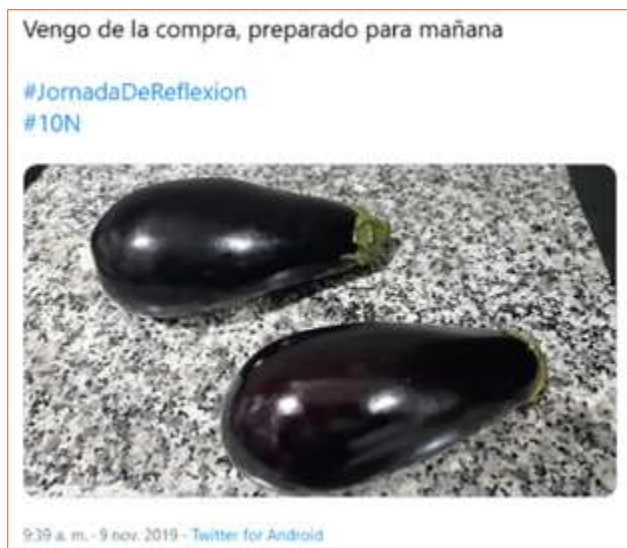 Vengo de la compra, preparado para mañana
#JornadaDeReflexion
#10N
9:39 a. m. - 9 nov. 2019 - Twitter for Android